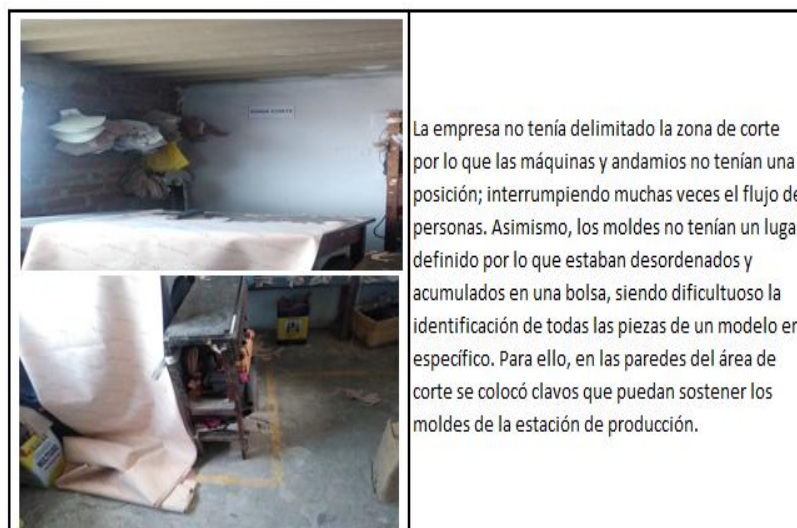 ZONA CORTE
La empresa no tenía delimitado la zona de corte
por lo que las máquinas y andamios no tenían una
posición; interrumpiendo muchas veces el flujo de
personas. Asimismo, los moldes no tenían un luga
definido por lo que estaban desordenados y
acumulados en una bolsa, siendo dificultuoso la
identificación de todas las piezas de un modelo en
específico. Para ello, en las paredes del área de
corte se colocó clavos que puedan sostener los
moldes de la estación de producción.